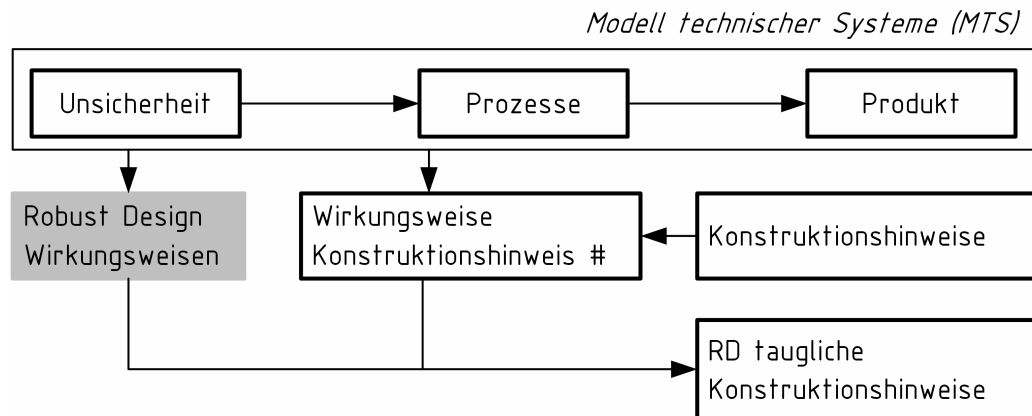 Modell technischer Systeme (MTS)
Unsicherheit
Prozesse
Produkt
Robust Design
Wirkungsweisen
Wirkungsweise
Konstruktionshinweis #
Konstruktionshinweise
RD taugliche
Konstruktionshinweise